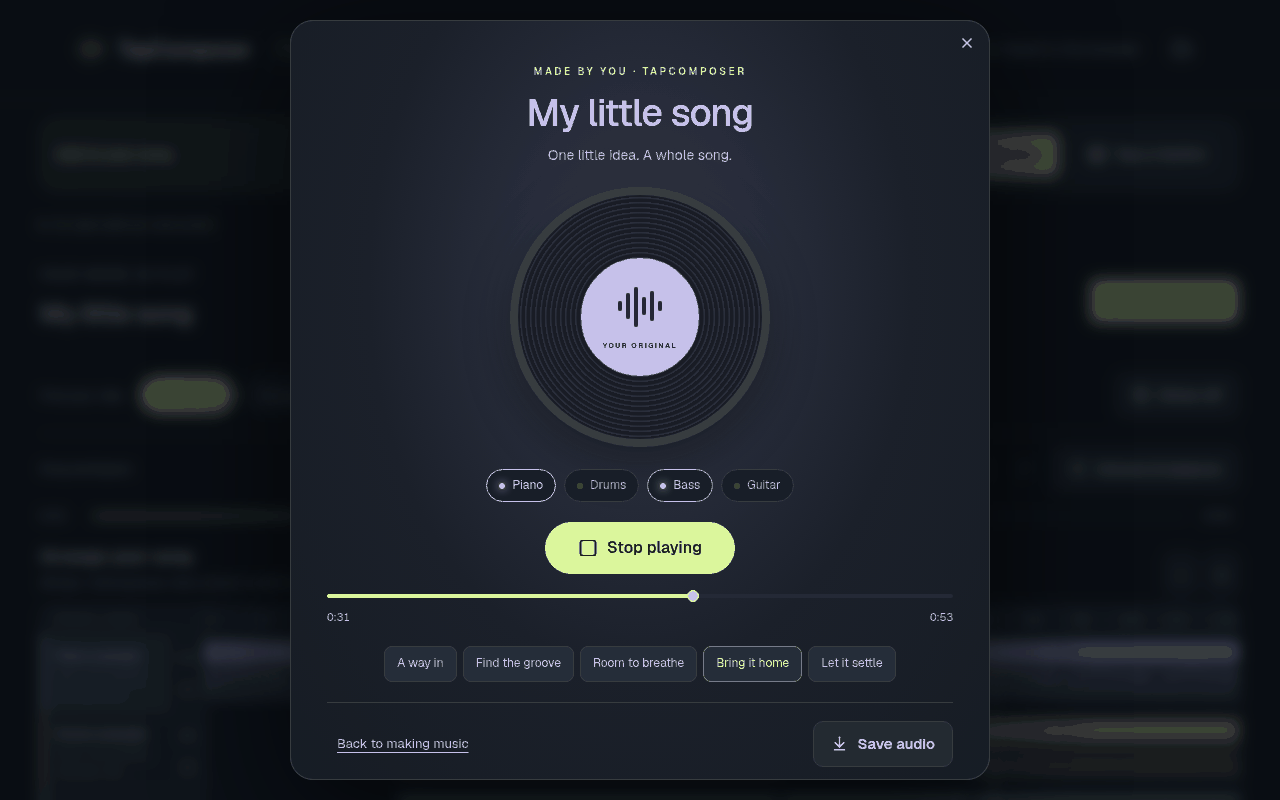 MADE BY YOU · TAPCOMPOSER
My little song
One little idea. A whole song.
YOUR ORIGINAL
Piano Drums Bass Guitar
Stop playing
0:31 0:53
A way in Find the groove Room to breathe Bring it home Let it settle
Back to making music Save audio